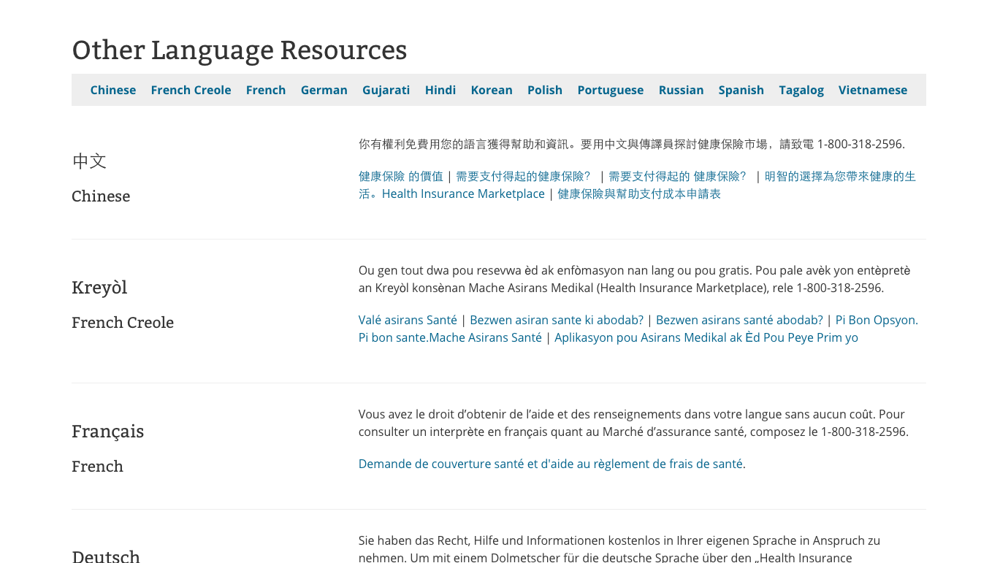 Other Language Resources
Chinese French Creole French German Gujarati Hindi Korean Polish Portuguese Russian Spanish Tagalog Vietnamese
中文
Chinese
你有權利免費用您的語言獲得幫助和資訊。要用中文與傳譯員探討健康保險市場，請致電 1-800-318-2596.
健康保險 的價值 | 需要支付得起的健康保險？ | 需要支付得起的 健康保險？ | 明智的選擇為您帶來健康的生
活。Health Insurance Marketplace | 健康保險與幫助支付成本申請表
Kreyòl
French Creole
Ou gen tout dwa pou resevwa èd ak enfòmasyon nan lang ou pou gratis. Pou pale avèk yon entèpretè
an Kreyòl konsènan Mache Asirans Medikal (Health Insurance Marketplace), rele 1-800-318-2596.
Valé asirans Santé | Bezwen asiran sante ki abodab? | Bezwen asirans santé abodab? | Pi Bon Opsyon.
Pi bon sante.Mache Asirans Santé | Aplikasyon pou Asirans Medikal ak Èd Pou Peye Prim yo
Français
French
Vous avez le droit d’obtenir de l’aide et des renseignements dans votre langue sans aucun coût. Pour
consulter un interprète en français quant au Marché d’assurance santé, composez le 1-800-318-2596.
Demande de couverture santé et d'aide au règlement de frais de santé.
Deutsch
Sie haben das Recht, Hilfe und Informationen kostenlos in Ihrer eigenen Sprache in Anspruch zu
nehmen. Um mit einem Dolmetscher für die deutsche Sprache über den „Health Insurance